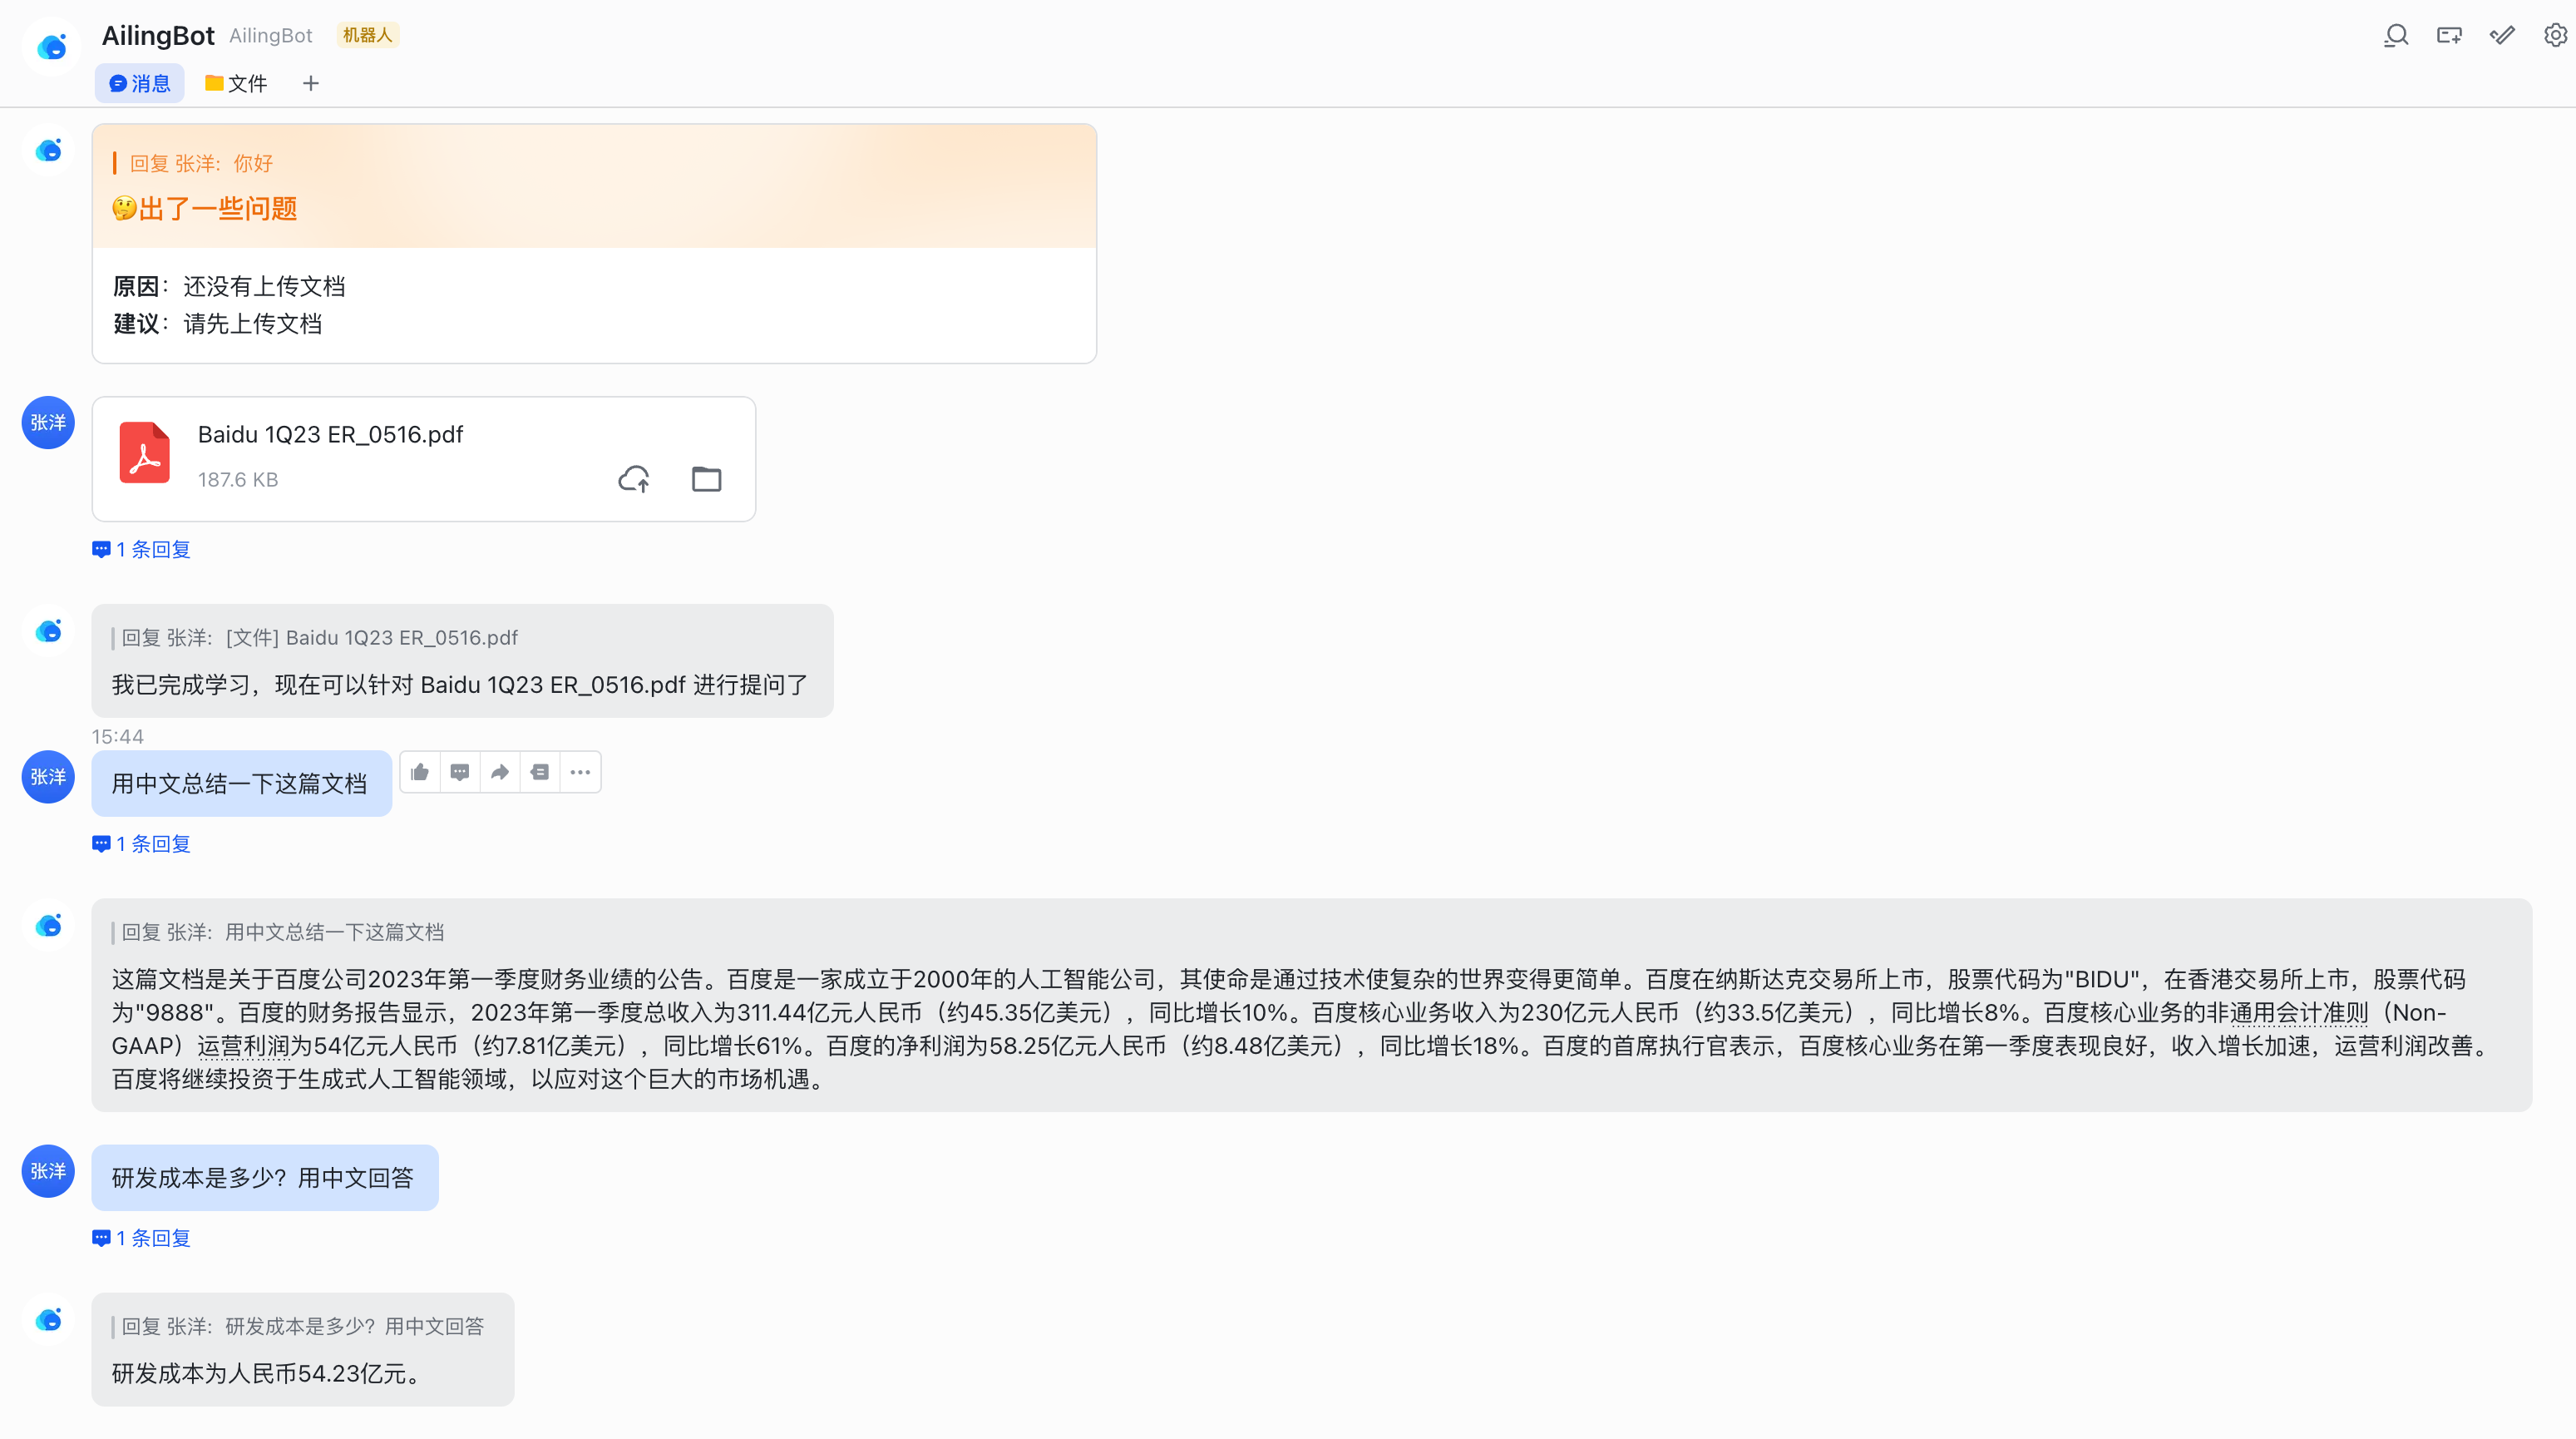 AilingBot AilingBot 机器人
消息 文件
回复 张洋：你好
🤔出了一些问题
原因：还没有上传文档
建议：请先上传文档
张洋
Baidu 1Q23 ER_0516.pdf
187.6 KB
1 条回复
回复 张洋：[文件] Baidu 1Q23 ER_0516.pdf
我已完成学习，现在可以针对 Baidu 1Q23 ER_0516.pdf 进行提问了
15:44
张洋
用中文总结一下这篇文档
1 条回复
回复 张洋：用中文总结一下这篇文档
这篇文档是关于百度公司2023年第一季度财务业绩的公告。百度是一家成立于2000年的人工智能公司，其使命是通过技术使复杂的世界变得更简单。百度在纳斯达克交易所上市，股票代码为"BIDU"，在香港交易所上市，股票代码
为"9888"。百度的财务报告显示，2023年第一季度总收入为311.44亿元人民币（约45.35亿美元），同比增长10%。百度核心业务收入为230亿元人民币（约33.5亿美元），同比增长8%。百度核心业务的非通用会计准则（Non-
GAAP）运营利润为54亿元人民币（约7.81亿美元），同比增长61%。百度的净利润为58.25亿元人民币（约8.48亿美元），同比增长18%。百度的首席执行官表示，百度核心业务在第一季度表现良好，收入增长加速，运营利润改善。
百度将继续投资于生成式人工智能领域，以应对这个巨大的市场机遇。
张洋
研发成本是多少？用中文回答
1 条回复
回复 张洋：研发成本是多少？用中文回答
研发成本为人民币54.23亿元。